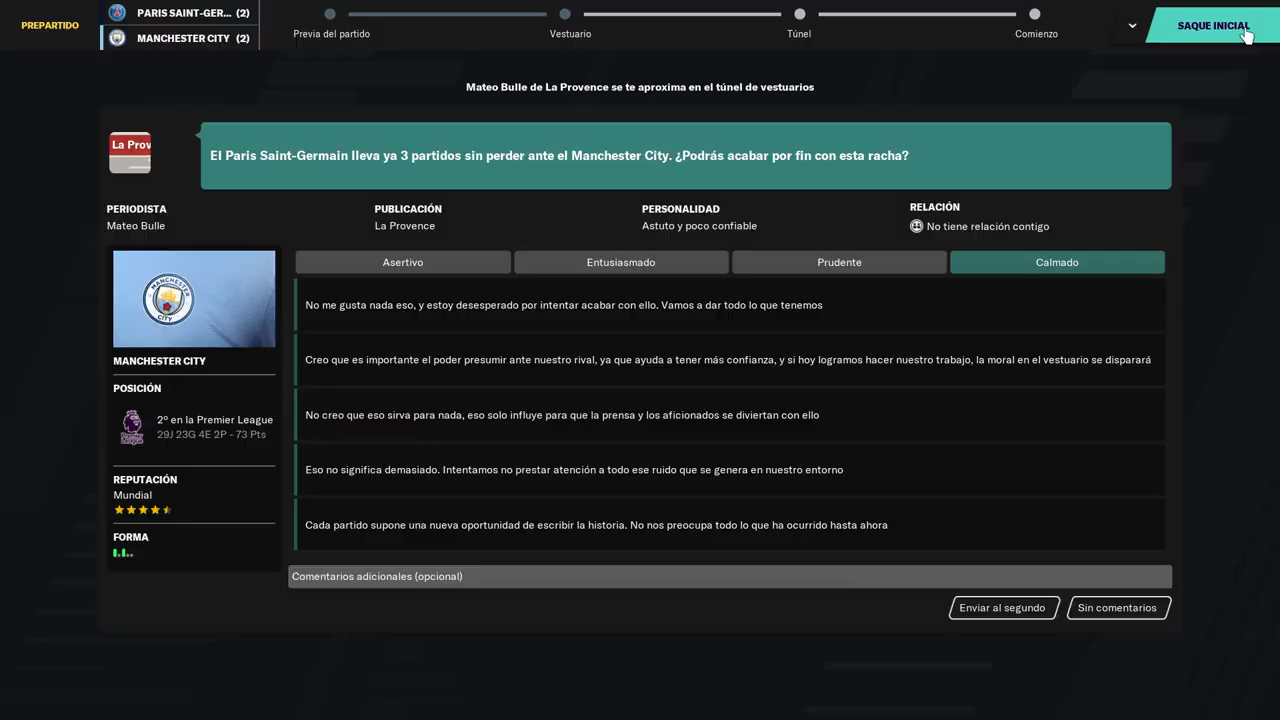 PREPARTIDO
PARIS SAINT-GER... (2)
MANCHESTER CITY (2)
Previa del partido
Vestuario
Túnel
Comienzo
SAQUE INICIAL
Mateo Bulle de La Provence se te aproxima en el túnel de vestuarios
La Prov
El Paris Saint-Germain lleva ya 3 partidos sin perder ante el Manchester City. ¿Podrás acabar por fin con esta racha?
PERIODISTA
Mateo Bulle
PUBLICACIÓN
La Provence
PERSONALIDAD
Astuto y poco confiable
RELACIÓN
No tiene relación contigo
Asertivo
Entusiasmado
Prudente
Calmado
MANCHESTER CITY
MANCHESTER
CITY
POSICIÓN
2º en la Premier League
29J 23G 4E 2P - 73 Pts
REPUTACIÓN
Mundial
FORMA
No me gusta nada eso, y estoy desesperado por intentar acabar con ello. Vamos a dar todo lo que tenemos
Creo que es importante el poder presumir ante nuestro rival, ya que ayuda a tener más confianza, y si hoy logramos hacer nuestro trabajo, la moral en el vestuario se disparará
No creo que eso sirva para nada, eso solo influye para que la prensa y los aficionados se diviertan con ello
Eso no significa demasiado. Intentamos no prestar atención a todo ese ruido que se genera en nuestro entorno
Cada partido supone una nueva oportunidad de escribir la historia. No nos preocupa todo lo que ha ocurrido hasta ahora
Comentarios adicionales (opcional)
Enviar al segundo
Sin comentarios